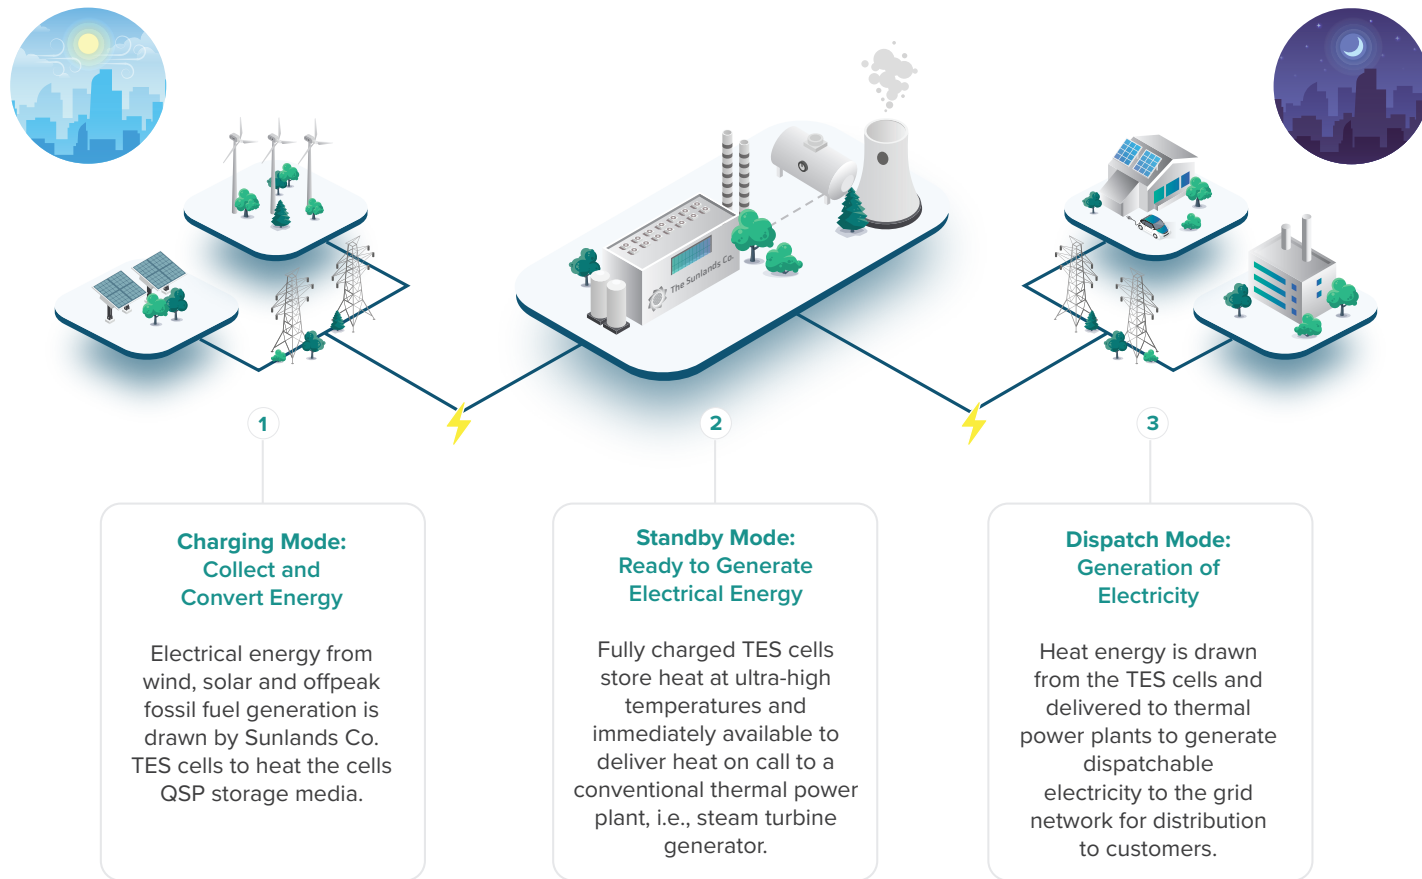 The Sunlands Co.
1
2
3
Charging Mode:
Collect and
Convert Energy
Electrical energy from
wind, solar and offpeak
fossil fuel generation is
drawn by Sunlands Co.
TES cells to heat the cells
QSP storage media.
Standby Mode:
Ready to Generate
Electrical Energy
Fully charged TES cells
store heat at ultra-high
temperatures and
immediately available to
deliver heat on call to a
conventional thermal power
plant, i.e., steam turbine
generator.
Dispatch Mode:
Generation of
Electricity
Heat energy is drawn
from the TES cells and
delivered to thermal
power plants to generate
dispatchable
electricity to the grid
network for distribution
to customers.